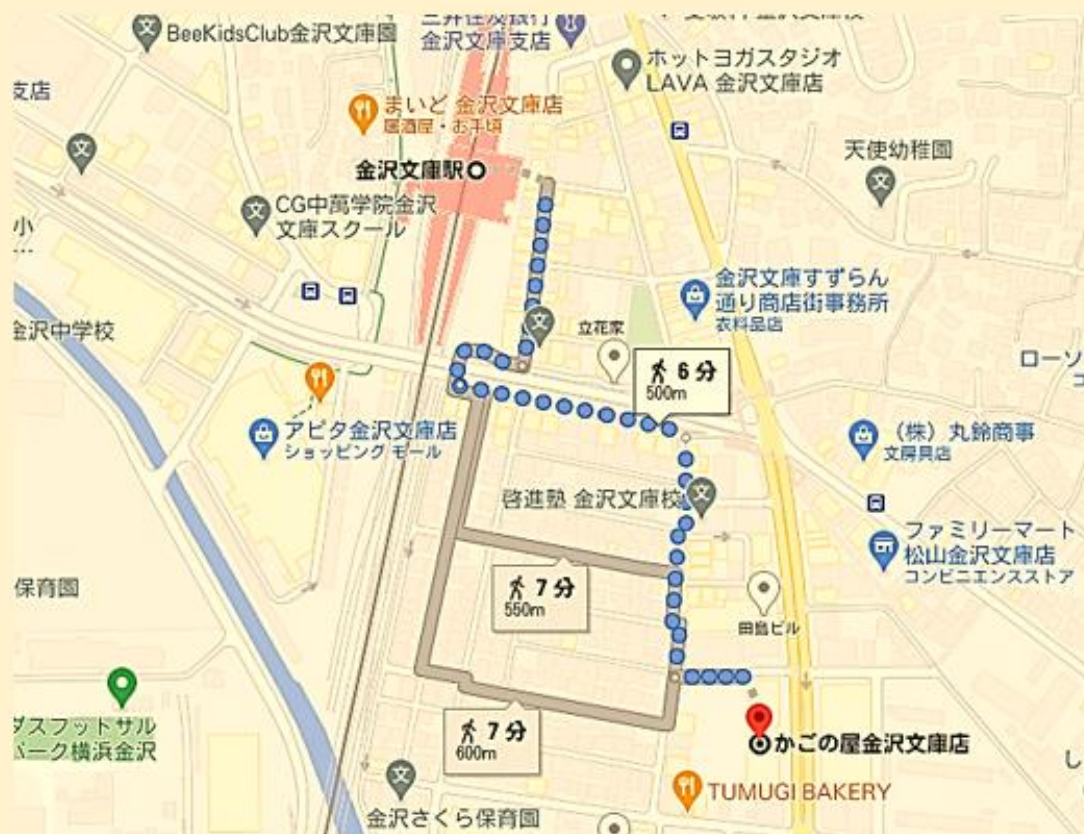 BeeKidsClub金沢文庫園
三井住友銀行
金沢文庫支店
ホットヨガスタジオ
LAVA 金沢文庫店
支店
まいど 金沢文庫店
居酒屋・お手頃
天使幼稚園
金沢文庫駅
CG中萬学院金沢
文庫スクール
小
...
金沢文庫すずらん
通り商店街事務所
衣料品店
金沢中学校
立花家
ローソ
6 分
500m
アピタ金沢文庫店
ショッピング モール
(株)丸鈴商事
文房具店
啓進塾 金沢文庫校
ファミリーマート
松山金沢文庫店
コンビニエンスストア
7 分
550m
保育園
田島ビル
ダスフットサル
パーク横浜金沢
7 分
600m
かごの屋金沢文庫店
し
TUMUGI BAKERY
金沢さくら保育園